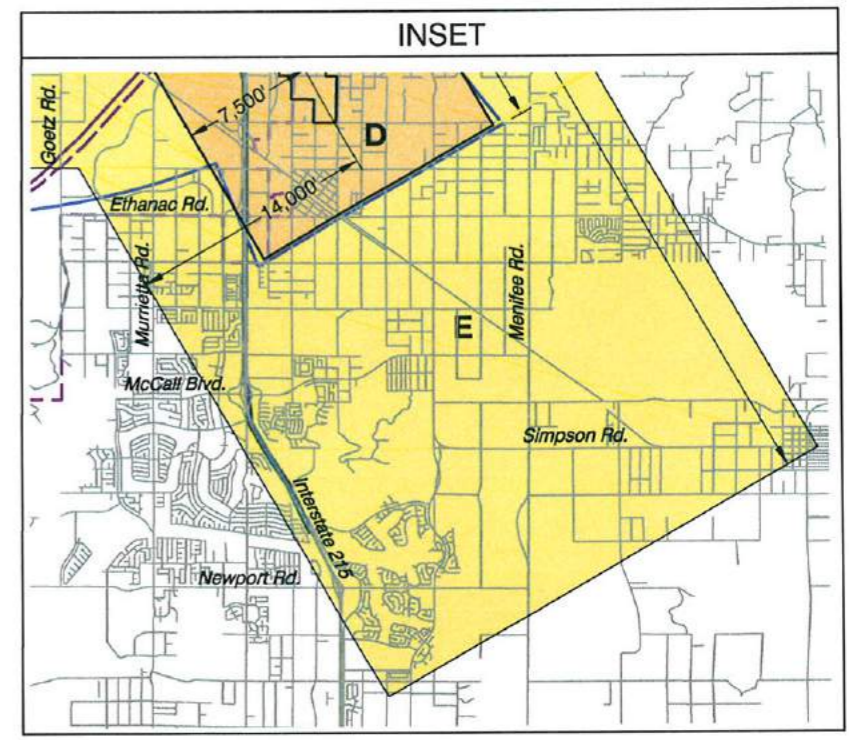 INSET
Goetz Rd.
7,500'
D
14,000'
Ethanac Rd.
Murrieta Rd.
Menifee Rd.
E
McCall Blvd.
Simpson Rd.
Interstate 215
Newport Rd.